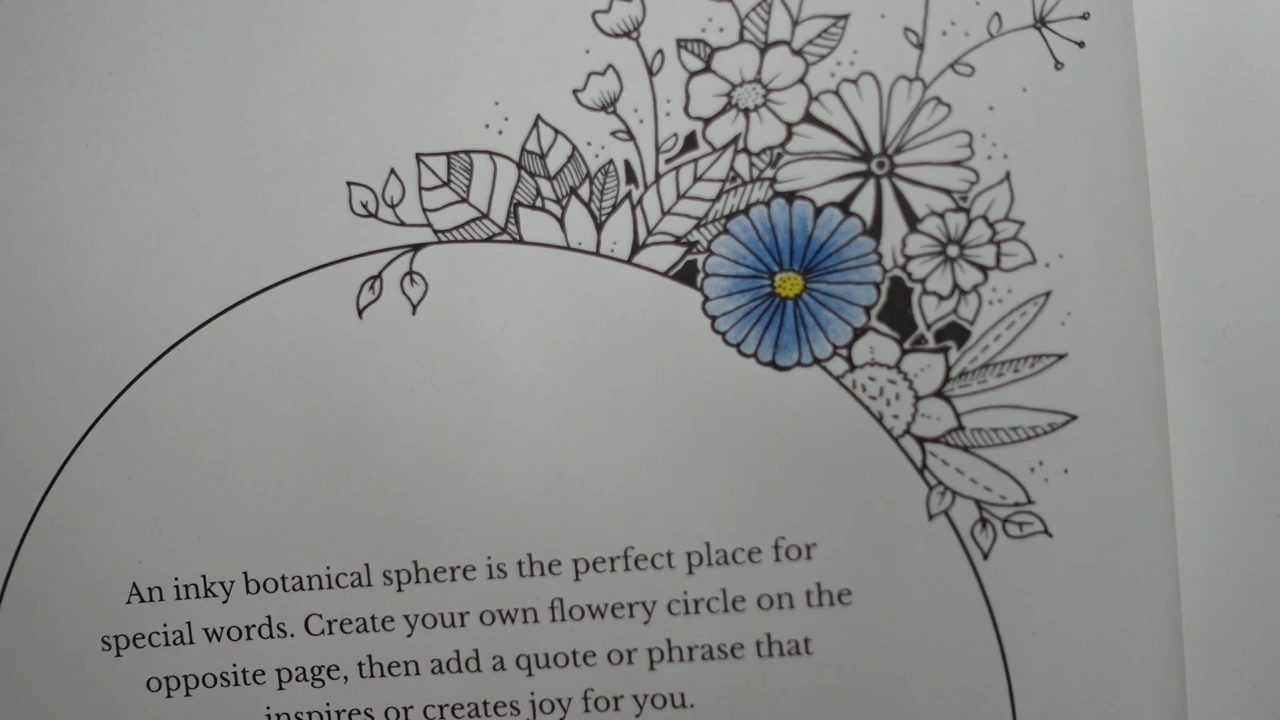 An inky botanical sphere is the perfect place for
special words. Create your own flowery circle on the
opposite page, then add a quote or phrase that
inspires or creates joy for you.